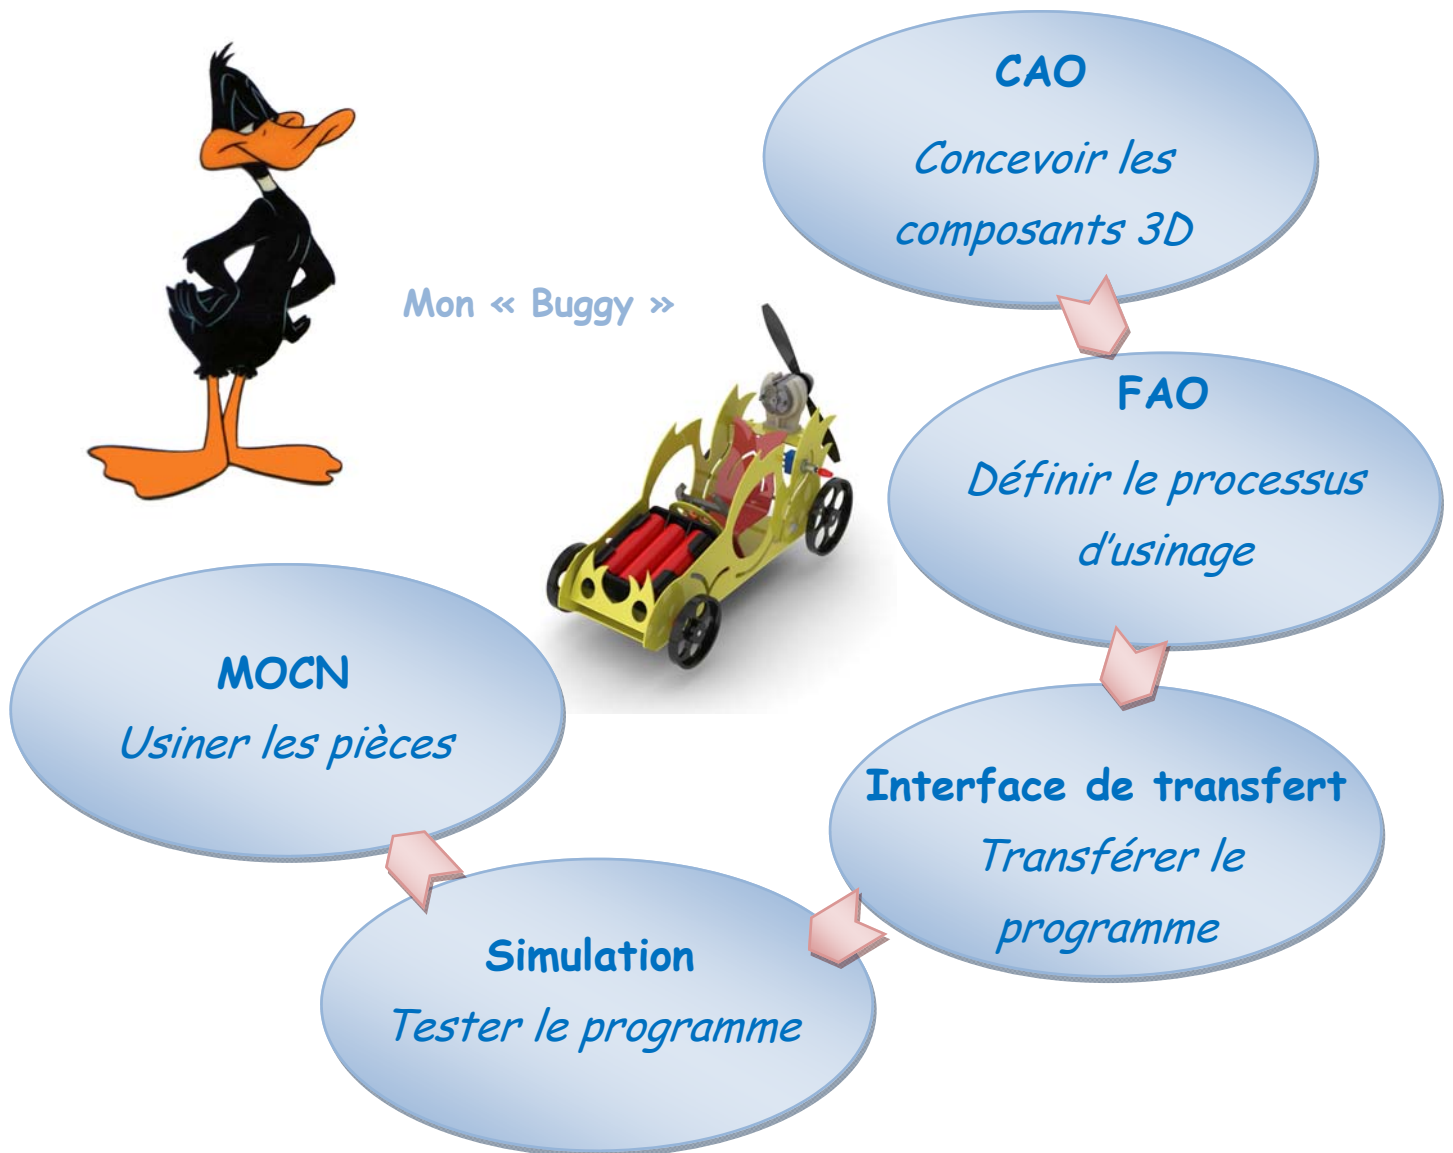 CAO
Concevoir les
composants 3D
Mon « Buggy »
FAO
Définir le processus
d'usinage
MOCN
Usiner les pièces
Interface de transfert
Transférer le
programme
Simulation
Tester le programme